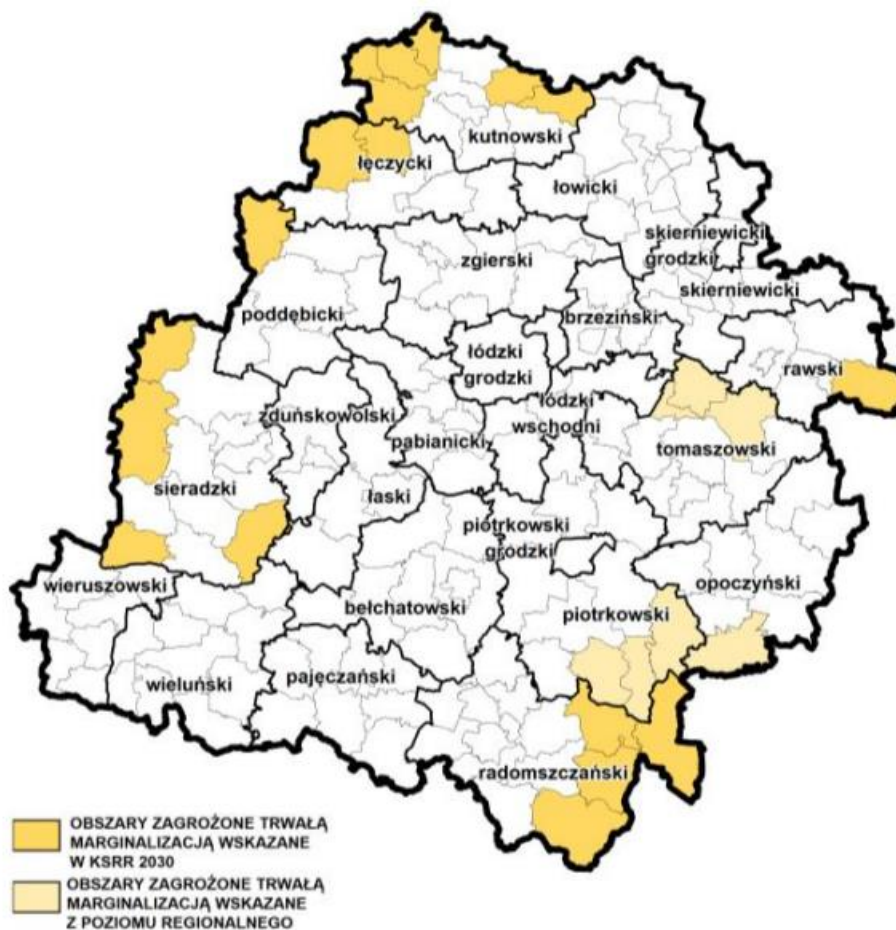 kutnowski
łęczycki
łowicki
skierniewicki
grodzki
zgierski
skierniewicki
poddębicki
brzeziński
łódzki
grodzki
rawski
łódzki
wschodni
zduńskowolski
pabianicki
tomaszowski
sieradzki
łaski
piotrkowski
grodzki
opoczyński
wieruszowski
bełchatowski
piotrkowski
wieluński
pajęczański
radomszczański
OBSZARY ZAGROŻONE TRWAŁĄ
MARGINALIZACJĄ WSKAZANE
W KSRR 2030
OBSZARY ZAGROŻONE TRWAŁĄ
MARGINALIZACJĄ WSKAZANE
Z POZIOMU REGIONALNEGO